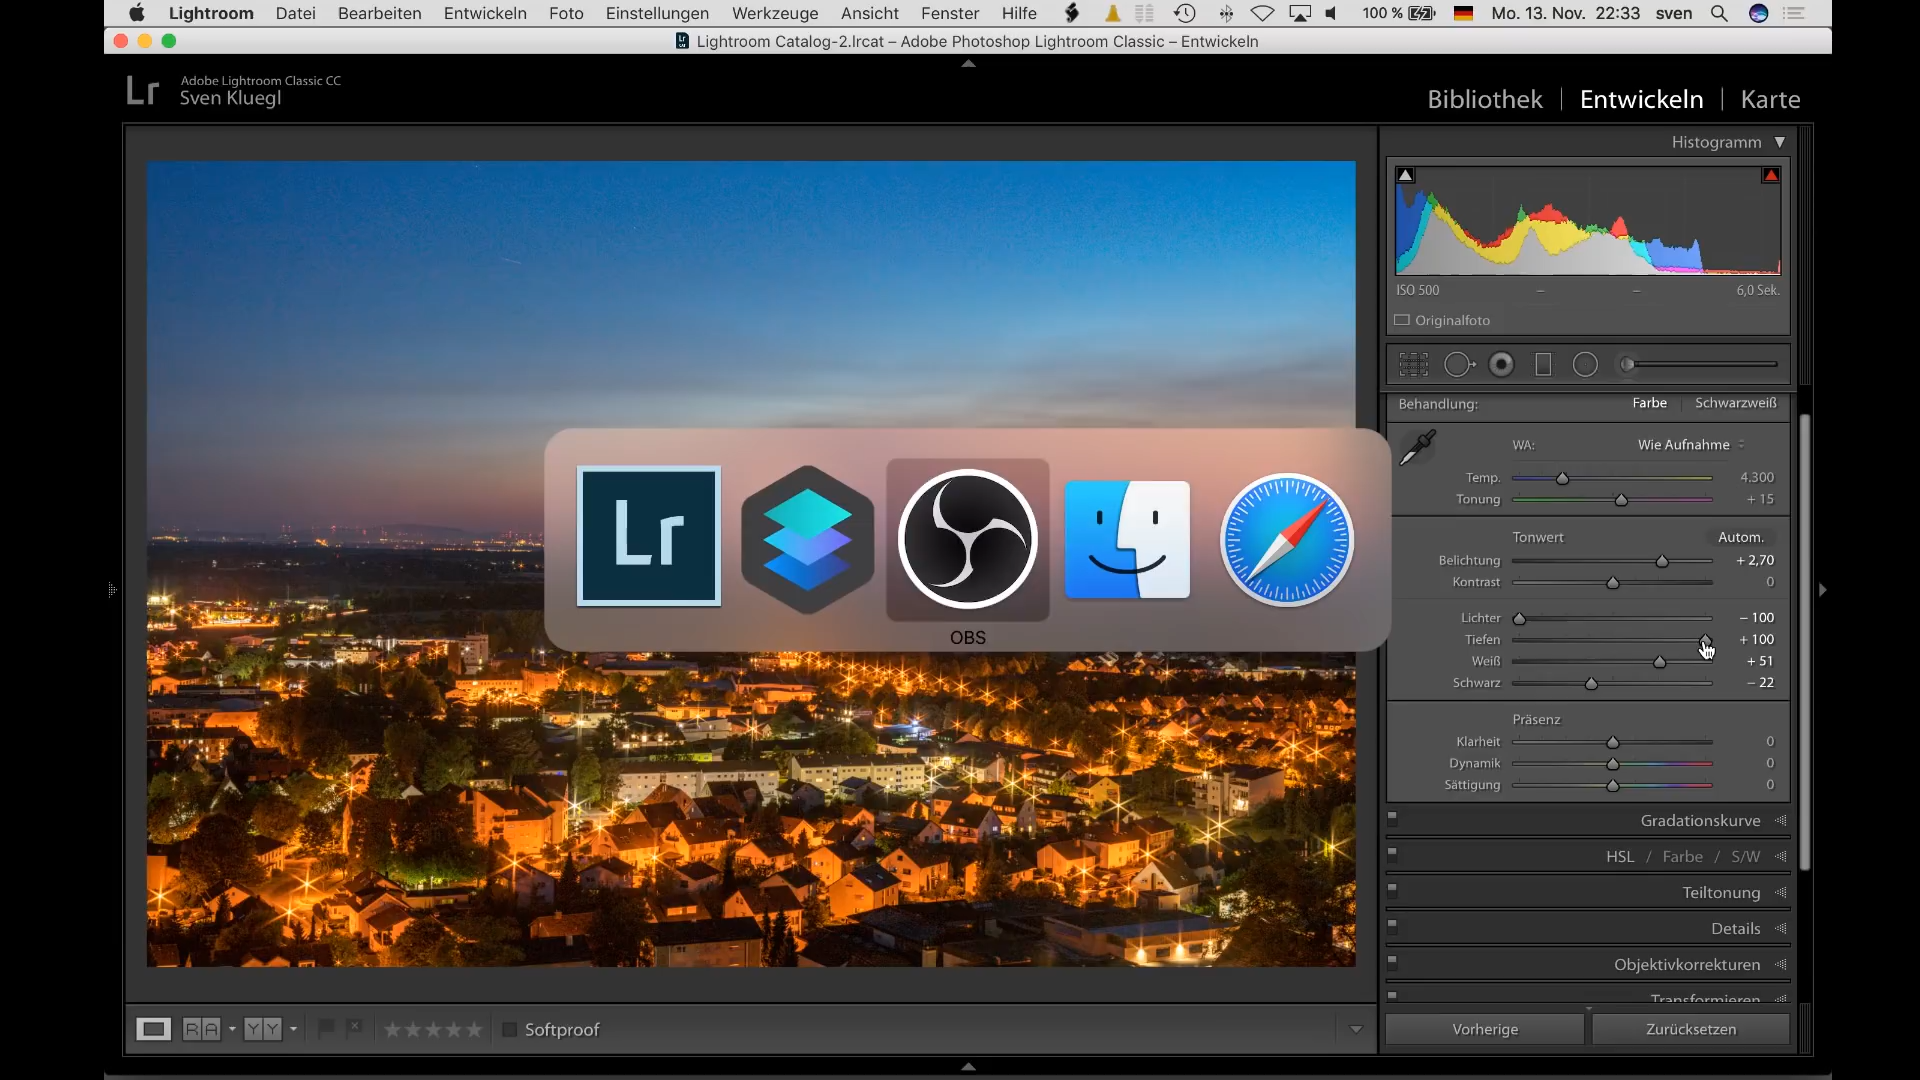 Lightroom Datei Bearbeiten Entwickeln Foto Einstellungen Werkzeuge Ansicht Fenster Hilfe 100 % Mo. 13. Nov. 22:33 sven
Lightroom Catalog-2.lrcat – Adobe Photoshop Lightroom Classic – Entwickeln
Lr
Adobe Lightroom Classic CC
Sven Kluegl
Bibliothek | Entwickeln | Karte
Histogramm
ISO 500 – – 6,0 Sek.
Originalfoto
Behandlung: Farbe | Schwarzweiß
WA: Wie Aufnahme
Temp. 4.300
Tonung + 15
Tonwert Autom.
Belichtung + 2,70
Kontrast 0
Lichter – 100
Tiefen + 100
Weiß + 51
Schwarz – 22
Präsenz
Klarheit 0
Dynamik 0
Sättigung 0
Lr
OBS
Gradationskurve
HSL / Farbe / S/W
Teiltonung
Details
Objektivkorrekturen
Transformieren
R A Y Y Softproof
Vorherige Zurücksetzen